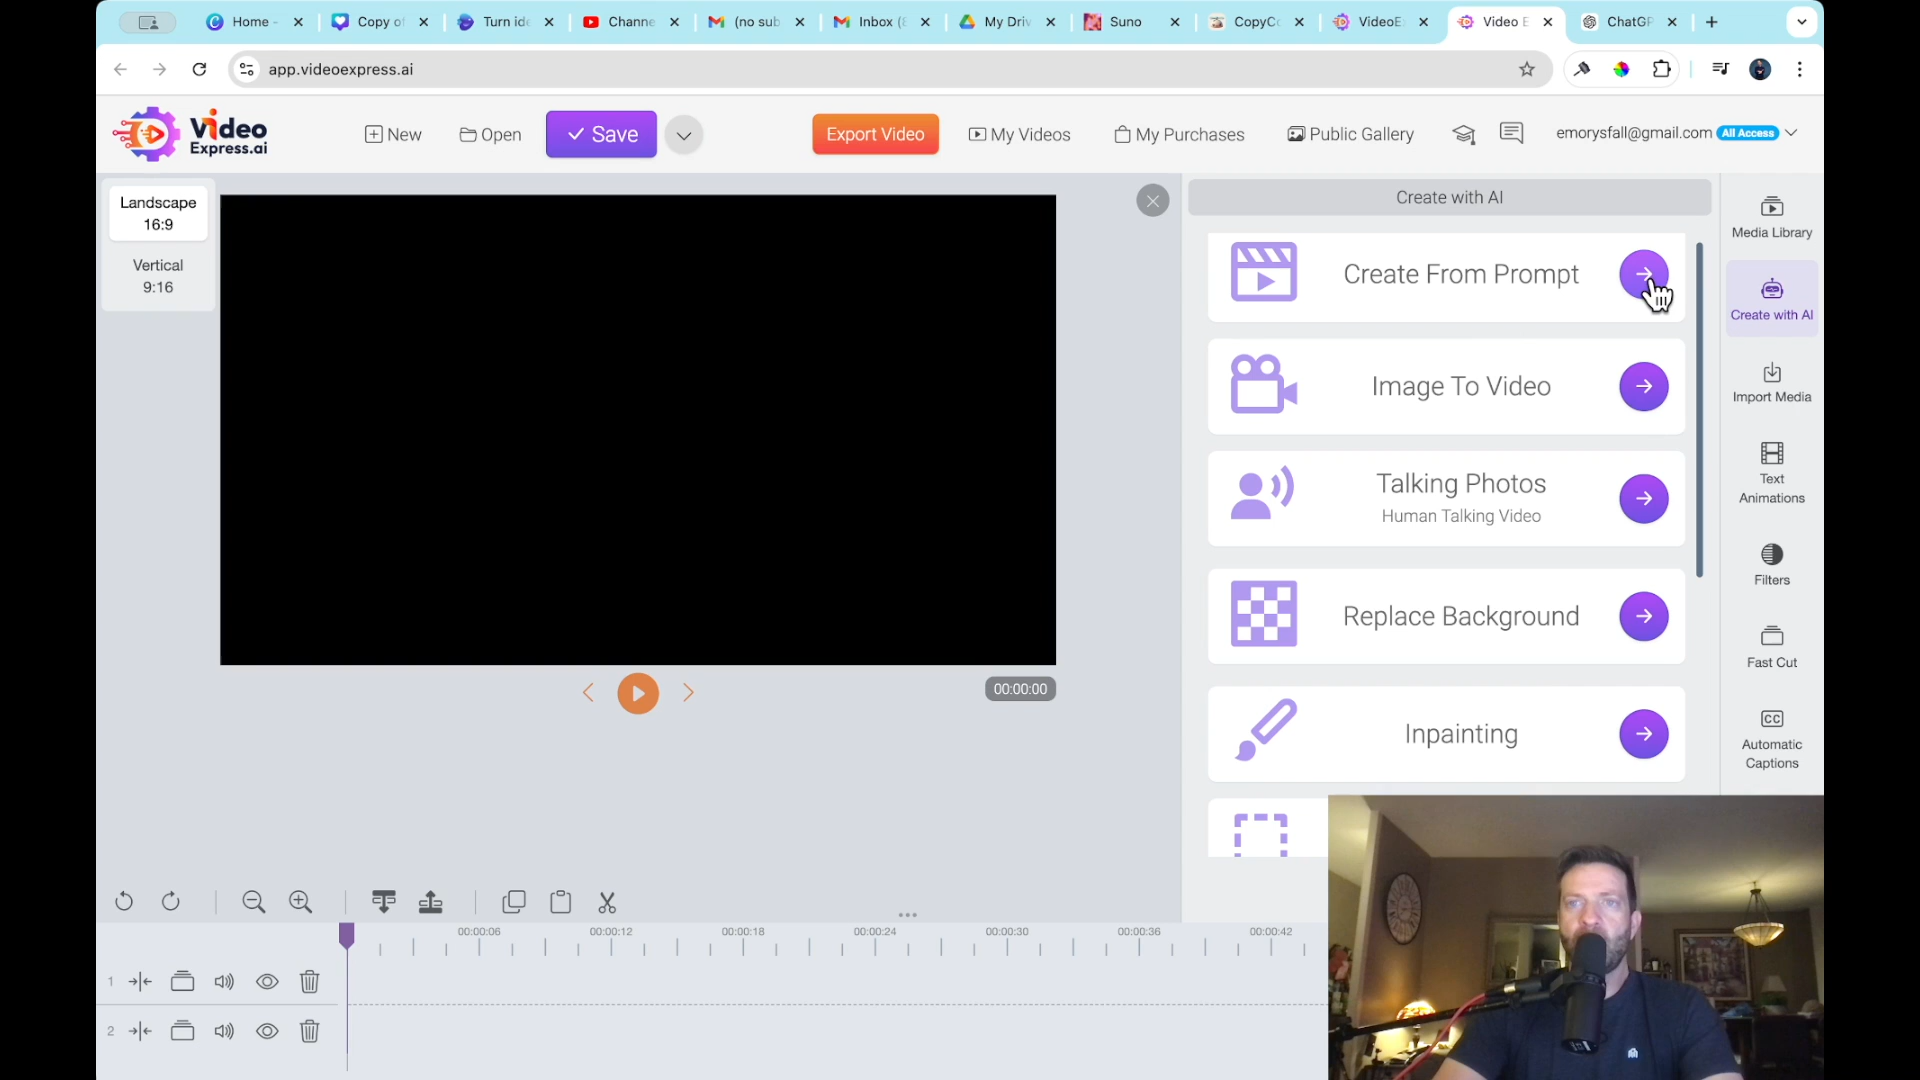 Home -
Copy of
Turn ide
Channe
(no sub
Inbox (8
My Driv
Suno
CopyCo
VideoE
Video E
ChatGP
app.videoexpress.ai
Video
Express.ai
New
Open
Save
Export Video
My Videos
My Purchases
Public Gallery
emorysfall@gmail.com
All Access
Landscape
16:9
Vertical
9:16
00:00:00
Create with AI
Create From Prompt
Image To Video
Talking Photos
Human Talking Video
Replace Background
Inpainting
Media Library
Create with AI
Import Media
Text
Animations
Filters
Fast Cut
CC
Automatic
Captions
00:00:06
00:00:12
00:00:18
00:00:24
00:00:30
00:00:36
00:00:42
1
2